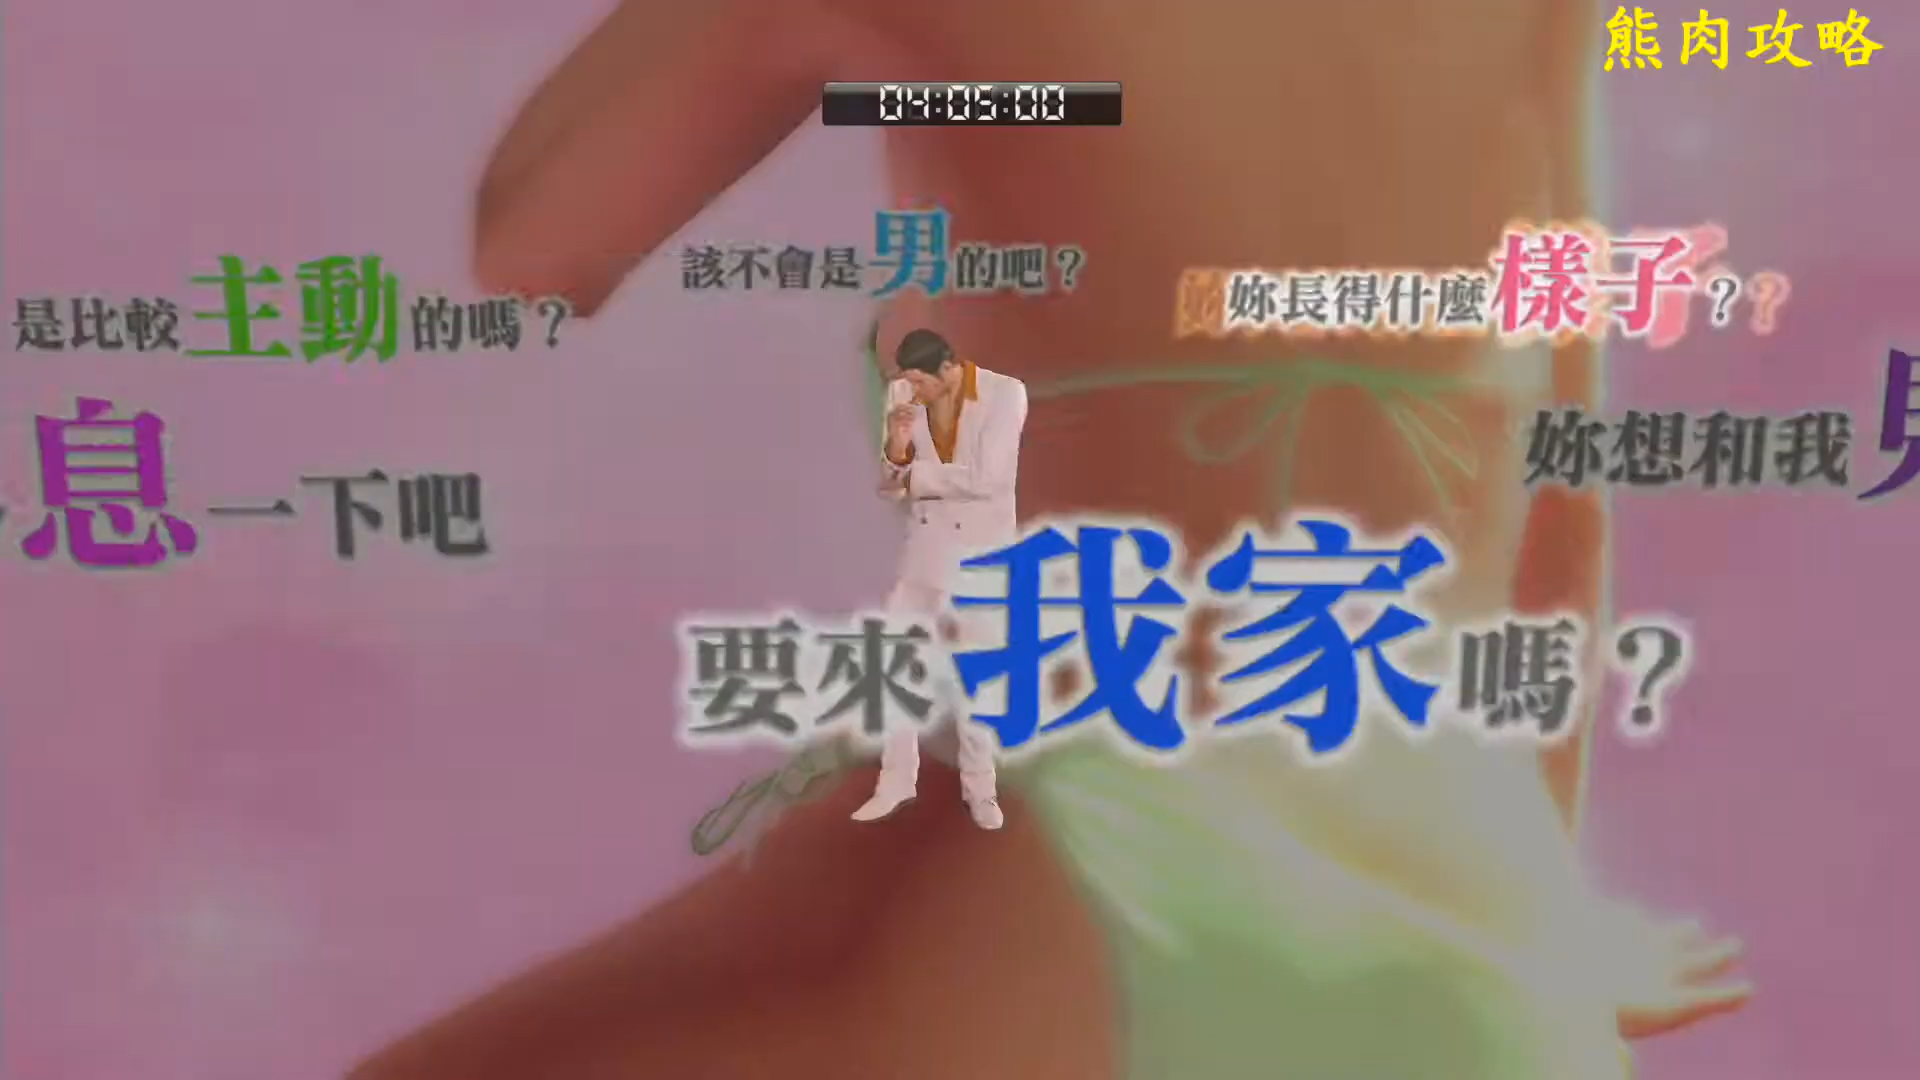 熊肉攻略
04:05:00
該不會是男的吧？
妳長得什麼樣子？
是比較主動的嗎？
妳想和我
息一下吧
要來我家嗎？